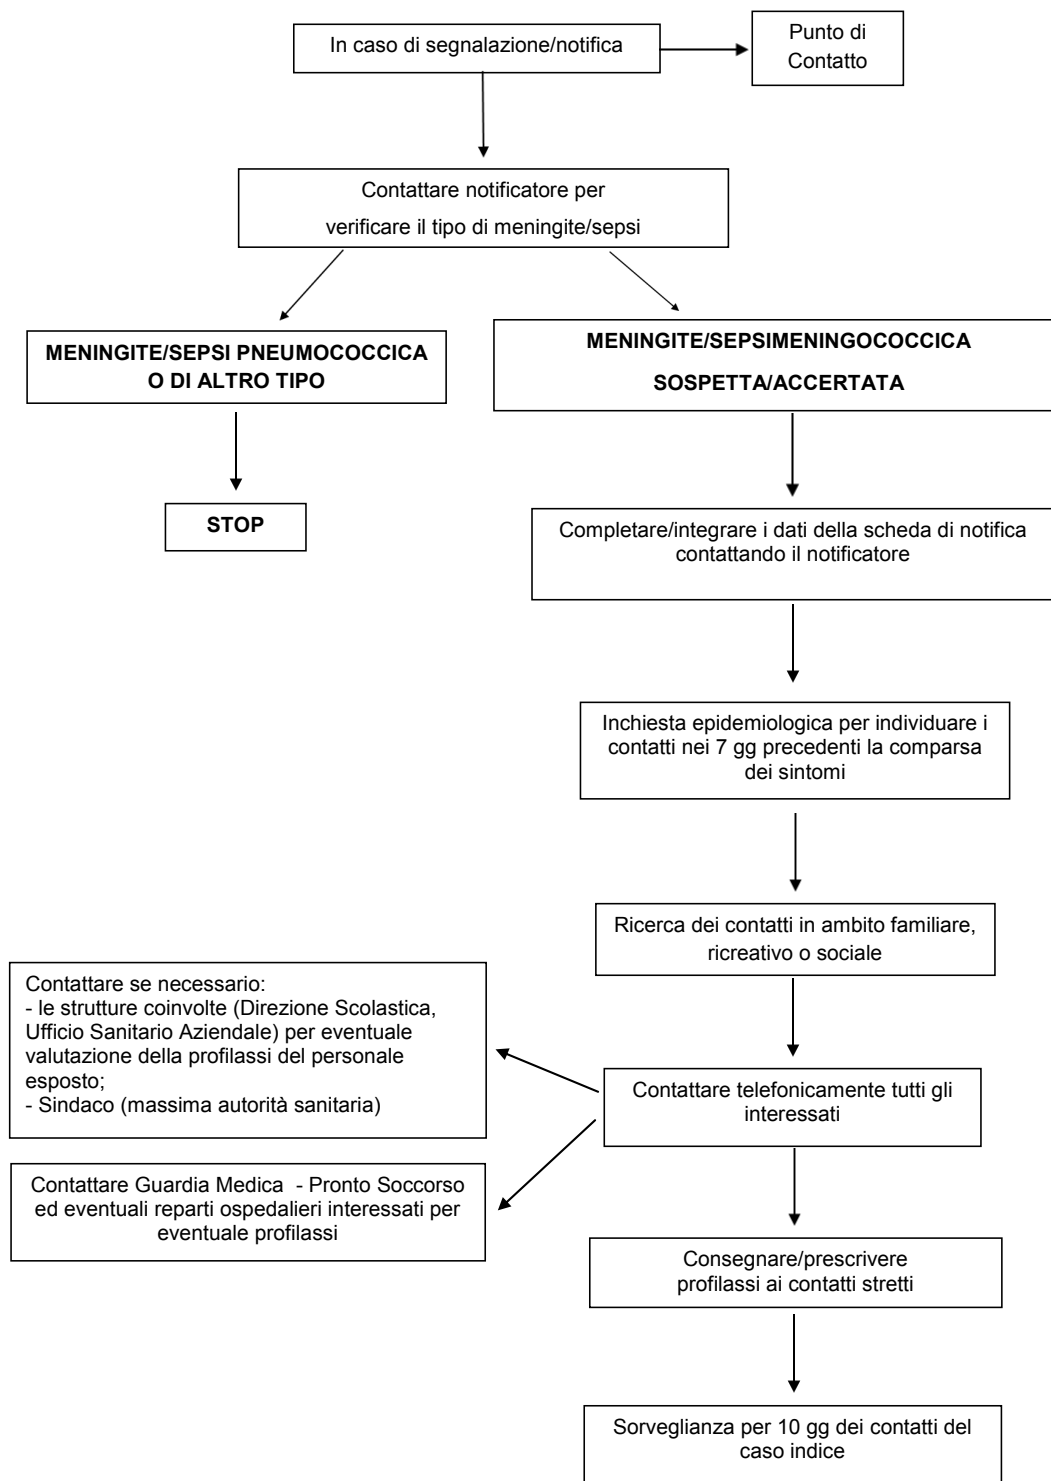 In caso di segnalazione/notifica
Punto di
Contatto
Contattare notificatore per
verificare il tipo di meningite/sepsi
MENINGITE/SEPSI PNEUMOCOCCICA
O DI ALTRO TIPO
MENINGITE/SEPSIMENINGOCOCCICA
SOSPETTA/ACCERTATA
STOP
Completare/integrare i dati della scheda di notifica
contattando il notificatore
Inchiesta epidemiologica per individuare i
contatti nei 7 gg precedenti la comparsa
dei sintomi
Ricerca dei contatti in ambito familiare,
ricreativo o sociale
Contattare se necessario:
- le strutture coinvolte (Direzione Scolastica,
Ufficio Sanitario Aziendale) per eventuale
valutazione della profilassi del personale
esposto;
- Sindaco (massima autorità sanitaria)
Contattare telefonicamente tutti gli
interessati
Contattare Guardia Medica - Pronto Soccorso
ed eventuali reparti ospedalieri interessati per
eventuale profilassi
Consegnare/prescrivere
profilassi ai contatti stretti
Sorveglianza per 10 gg dei contatti del
caso indice